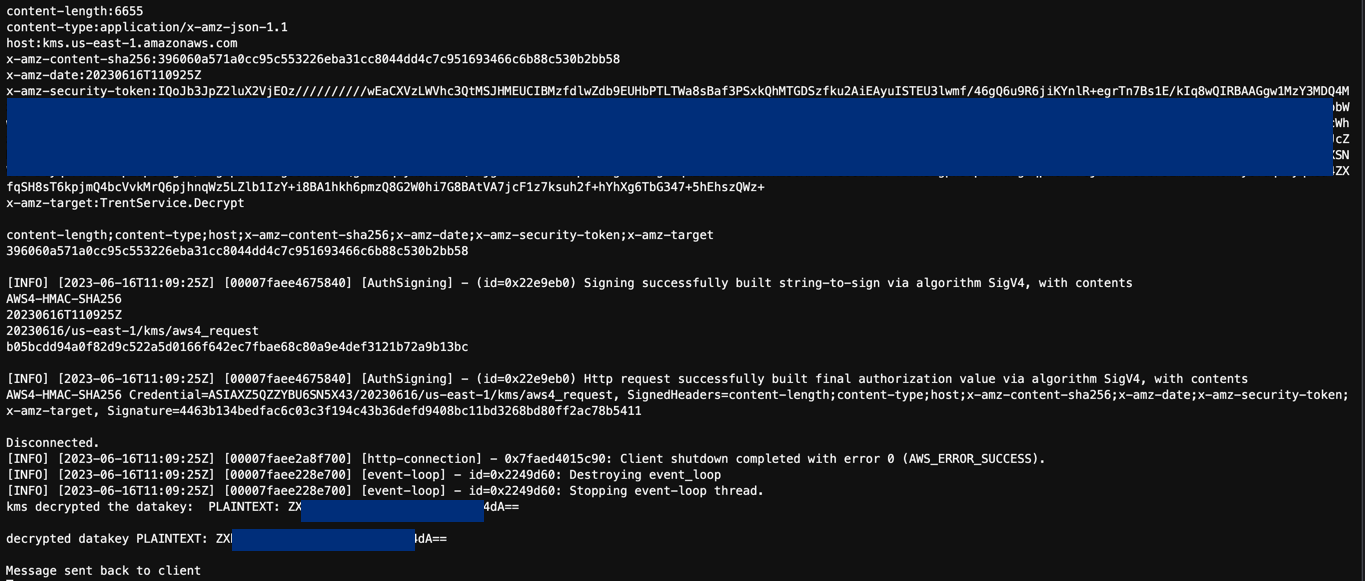 content-length:6655
content-type:application/x-amz-json-1.1
host:kms.us-east-1.amazonaws.com
x-amz-content-sha256:396060a571a0cc95c553226eba31cc8044dd4c7c951693466c6b88c530b2bb58
x-amz-date:20230616T110925Z
x-amz-security-token:IQoJb3JpZ2luX2VjEOz//////////wEaCXVzLWVhc3QtMSJHMEUCIBMzfdlwZdb9EUHbPTLTWa8sBaf3PSxkQhMTGDSzfku2AiEAyuISTEU3lwmf/46gQ6u9R6jiKYnlR+egrTn7Bs1E/kIq8wQIRBAAGgw1MzY3MDQ4M
bW
Wh
cZ
SN
ZX
fqSH8sT6kpjmQ4bcVvkMrQ6pjhnqWz5LZlb1IzY+i8BA1hkh6pmzQ8G2W0hi7G8BAtVA7jcF1z7ksuh2f+hYhXg6TbG347+5hEhszQWz+
x-amz-target:TrentService.Decrypt
content-length;content-type;host;x-amz-content-sha256;x-amz-date;x-amz-security-token;x-amz-target
396060a571a0cc95c553226eba31cc8044dd4c7c951693466c6b88c530b2bb58
[INFO] [2023-06-16T11:09:25Z] [00007faee4675840] [AuthSigning] - (id=0x22e9eb0) Signing successfully built string-to-sign via algorithm SigV4, with contents
AWS4-HMAC-SHA256
20230616T110925Z
20230616/us-east-1/kms/aws4_request
b05bcdd94a0f82d9c522a5d0166f642ec7fbae68c80a9e4def3121b72a9b13bc
[INFO] [2023-06-16T11:09:25Z] [00007faee4675840] [AuthSigning] - (id=0x22e9eb0) Http request successfully built final authorization value via algorithm SigV4, with contents
AWS4-HMAC-SHA256 Credential=ASIAXZ5QZZYBU6SN5X43/20230616/us-east-1/kms/aws4_request, SignedHeaders=content-length;content-type;host;x-amz-content-sha256;x-amz-date;x-amz-security-token;
x-amz-target, Signature=4463b134bedfac6c03c3f194c43b36defd9408bc11bd3268bd80ff2ac78b5411
Disconnected.
[INFO] [2023-06-16T11:09:25Z] [00007faee2a8f700] [http-connection] - 0x7faed4015c90: Client shutdown completed with error 0 (AWS_ERROR_SUCCESS).
[INFO] [2023-06-16T11:09:25Z] [00007faee228e700] [event-loop] - id=0x2249d60: Destroying event_loop
[INFO] [2023-06-16T11:09:25Z] [00007faee228e700] [event-loop] - id=0x2249d60: Stopping event-loop thread.
kms decrypted the datakey:  PLAINTEXT: ZX 4dA==
decrypted datakey PLAINTEXT: ZX dA==
Message sent back to client